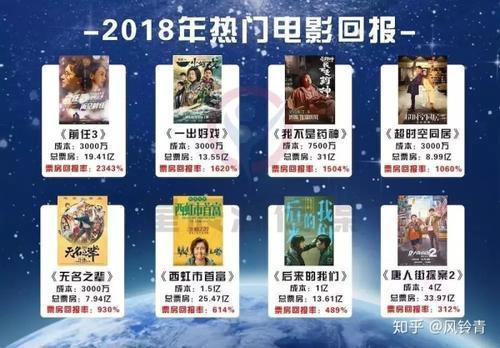 2018年热门电影回报
《前任3》
成本：3000万
总票房：19.41亿
票房回报率：2343%
《一出好戏》
成本：3000万
总票房：13.55亿
票房回报率：1620%
《我不是药神》
成本：7500万
总票房：31亿
票房回报率：1504%
《超时空同居》
成本：3000万
总票房：8.99亿
票房回报率：1060%
《无名之辈》
成本：3000万
总票房：7.94亿
票房回报率：930%
《西虹市首富》
成本：1.5亿
总票房：25.47亿
票房回报率：614%
《后来的我们》
成本：1亿
总票房：13.61亿
票房回报率：489%
《唐人街探案2》
成本：4亿
总票房：33.97亿
票房回报率：312%
知乎 @风铃青